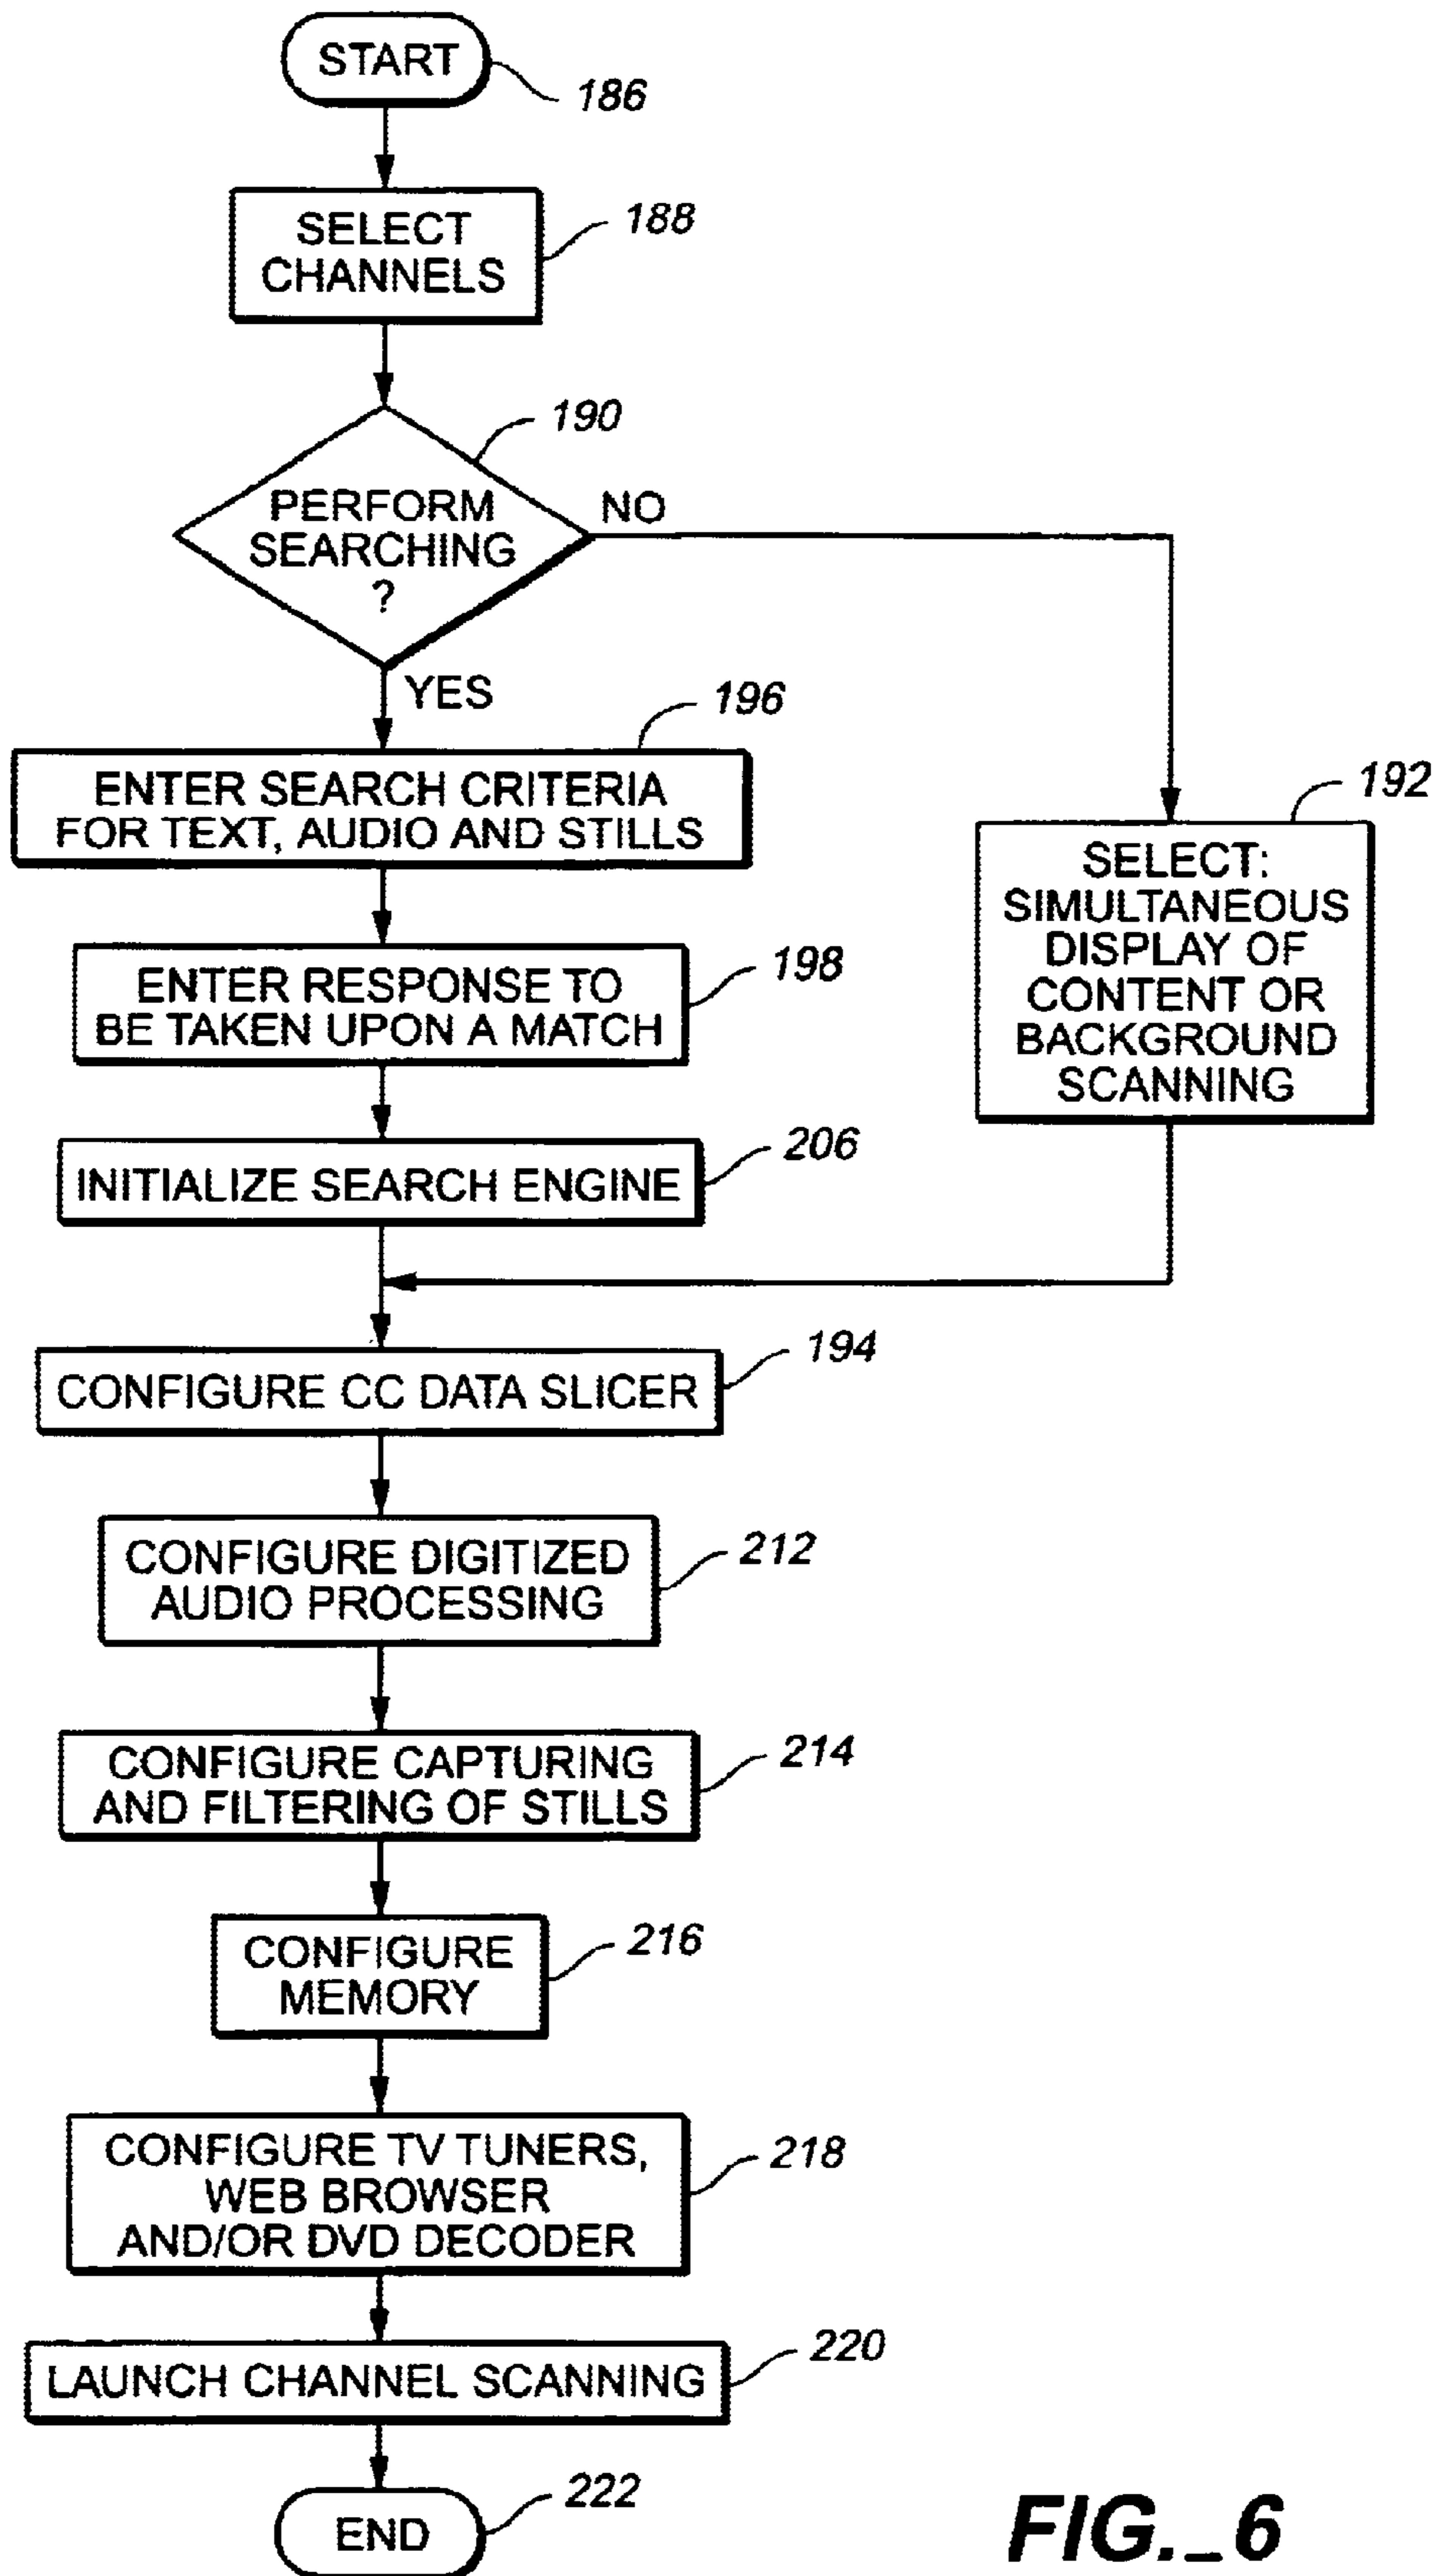 START
186
SELECT
CHANNELS
188
190
PERFORM
SEARCHING
?
NO
YES
196
ENTER SEARCH CRITERIA
FOR TEXT, AUDIO AND STILLS
192
SELECT:
SIMULTANEOUS
DISPLAY OF
CONTENT OR
BACKGROUND
SCANNING
ENTER RESPONSE TO
BE TAKEN UPON A MATCH
198
INITIALIZE SEARCH ENGINE
206
CONFIGURE CC DATA SLICER
194
CONFIGURE DIGITIZED
AUDIO PROCESSING
212
CONFIGURE CAPTURING
AND FILTERING OF STILLS
214
CONFIGURE
MEMORY
216
CONFIGURE TV TUNERS,
WEB BROWSER
AND/OR DVD DECODER
218
LAUNCH CHANNEL SCANNING
220
END
222
FIG._6